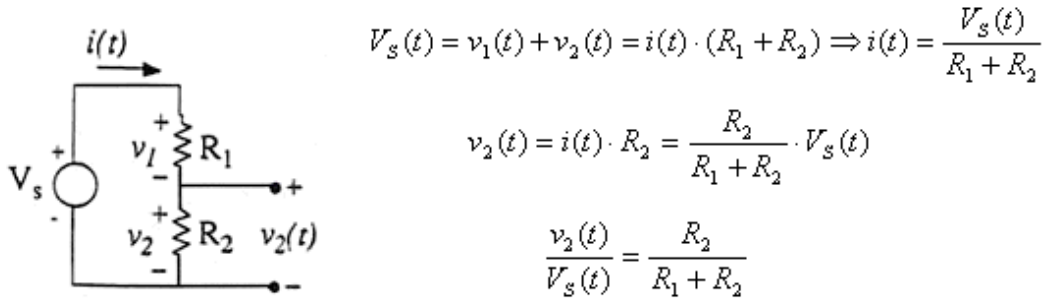 i(t)
V_S(t) = v_1(t) + v_2(t) = i(t) · (R_1 + R_2) ⇒ i(t) = V_S(t) / (R_1 + R_2)
+
v_1 R_1
−
+
V_s
-
+
+
v_2 R_2 v_2(t)
−
−
v_2(t) = i(t) · R_2 = R_2 / (R_1 + R_2) · V_S(t)
v_2(t) / V_S(t) = R_2 / (R_1 + R_2)